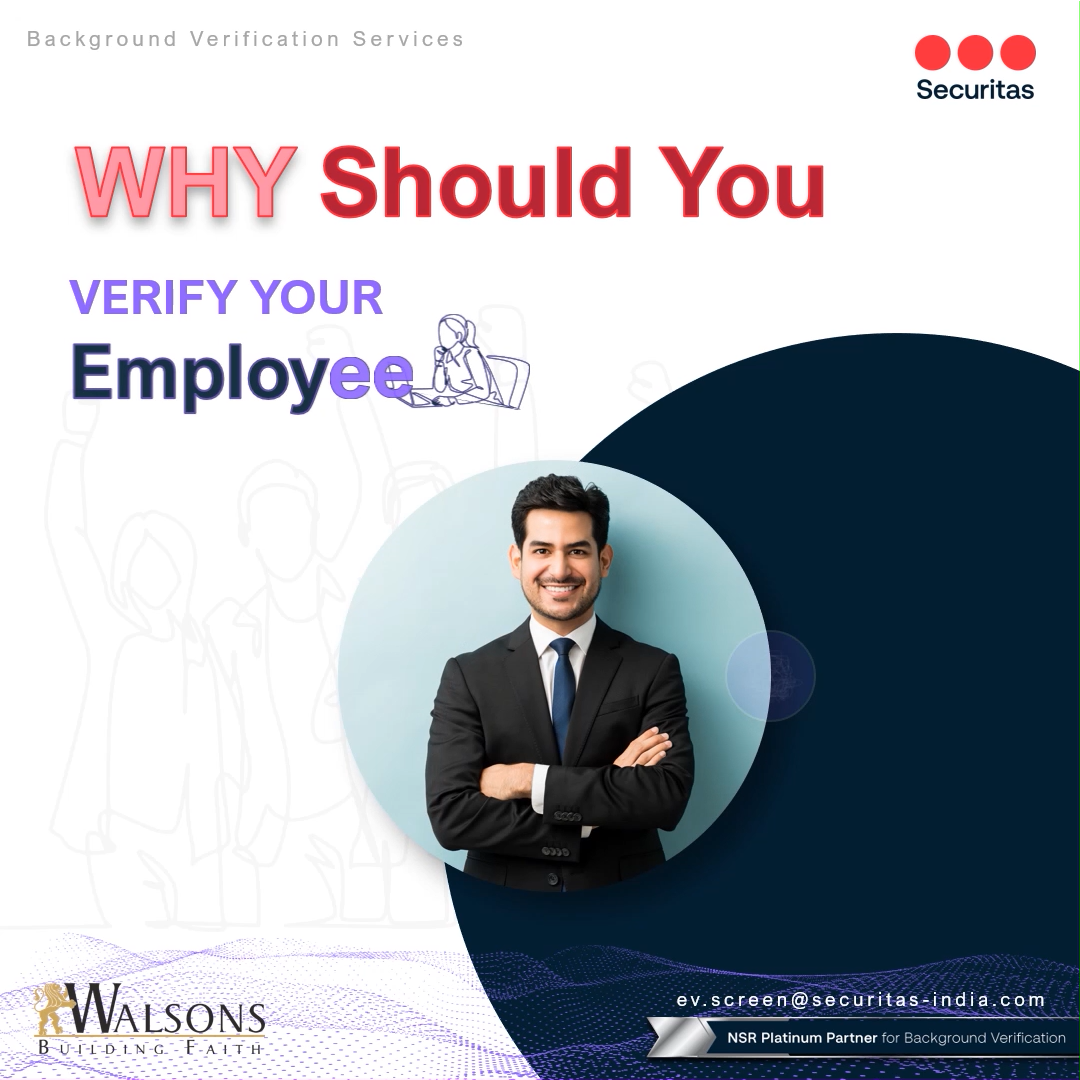 Background Verification Services
Securitas
WHY Should You
VERIFY YOUR
Employee
WALSONS
BUILDING FAITH
ev.screen@securitas-india.com
NSR Platinum Partner for Background Verification